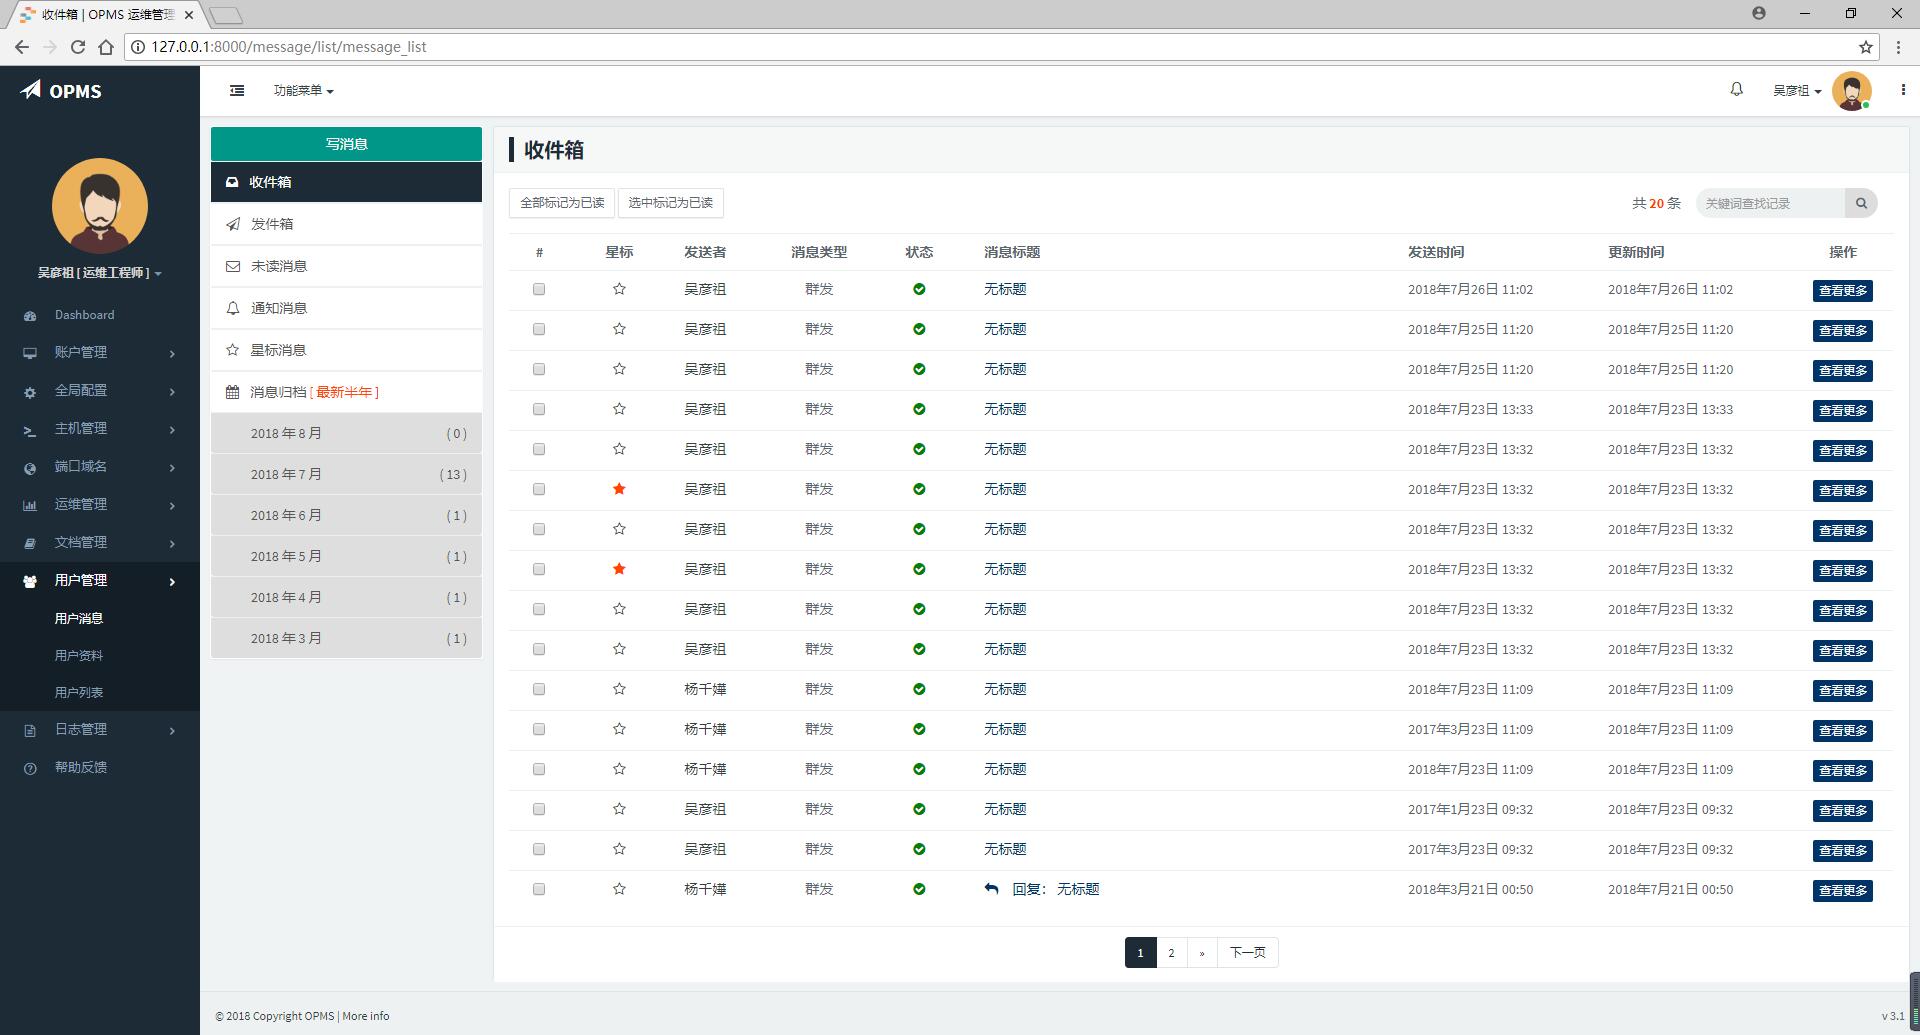 收件箱 | OPMS 运维管理
127.0.0.1:8000/message/list/message_list
OPMS
功能菜单
吴彦祖
吴彦祖 [ 运维工程师 ]
Dashboard
账户管理
全局配置
主机管理
端口域名
运维管理
文档管理
用户管理
用户消息
用户资料
用户列表
日志管理
帮助反馈
写消息
收件箱
发件箱
未读消息
通知消息
星标消息
消息归档 [ 最新半年 ]
2018 年 8 月 ( 0 )
2018 年 7 月 ( 13 )
2018 年 6 月 ( 1 )
2018 年 5 月 ( 1 )
2018 年 4 月 ( 1 )
2018 年 3 月 ( 1 )
收件箱
全部标记为已读 选中标记为已读 共 20 条 关键词查找记录
# 星标 发送者 消息类型 状态 消息标题 发送时间 更新时间 操作
吴彦祖 群发 无标题 2018年7月26日 11:02 2018年7月26日 11:02 查看更多
吴彦祖 群发 无标题 2018年7月25日 11:20 2018年7月25日 11:20 查看更多
吴彦祖 群发 无标题 2018年7月25日 11:20 2018年7月25日 11:20 查看更多
吴彦祖 群发 无标题 2018年7月23日 13:33 2018年7月23日 13:33 查看更多
吴彦祖 群发 无标题 2018年7月23日 13:32 2018年7月23日 13:32 查看更多
吴彦祖 群发 无标题 2018年7月23日 13:32 2018年7月23日 13:32 查看更多
吴彦祖 群发 无标题 2018年7月23日 13:32 2018年7月23日 13:32 查看更多
吴彦祖 群发 无标题 2018年7月23日 13:32 2018年7月23日 13:32 查看更多
吴彦祖 群发 无标题 2018年7月23日 13:32 2018年7月23日 13:32 查看更多
吴彦祖 群发 无标题 2018年7月23日 13:32 2018年7月23日 13:32 查看更多
杨千嬅 群发 无标题 2018年7月23日 11:09 2018年7月23日 11:09 查看更多
杨千嬅 群发 无标题 2017年3月23日 11:09 2018年7月23日 11:09 查看更多
杨千嬅 群发 无标题 2018年7月23日 11:09 2018年7月23日 11:09 查看更多
吴彦祖 群发 无标题 2017年1月23日 09:32 2018年7月23日 09:32 查看更多
吴彦祖 群发 无标题 2017年3月23日 09:32 2018年7月23日 09:32 查看更多
杨千嬅 群发 回复： 无标题 2018年3月21日 00:50 2018年7月21日 00:50 查看更多
1 2 » 下一页
© 2018 Copyright OPMS | More info
v 3.1